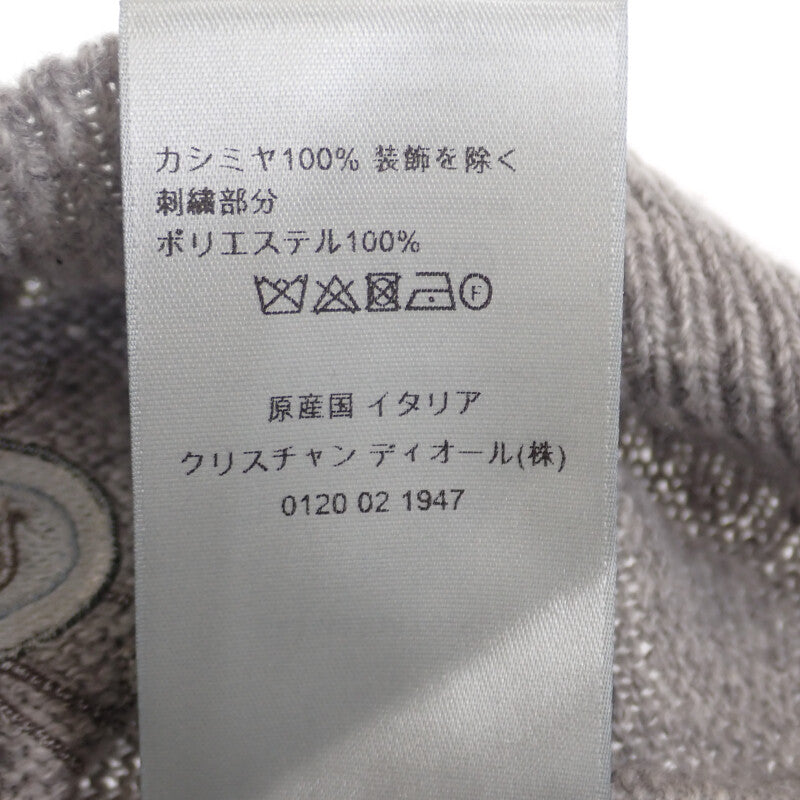 カシミヤ100% 装飾を除く
刺繍部分
ポリエステル100%
F
原産国 イタリア
クリスチャン ディオール(株)
0120 02 1947